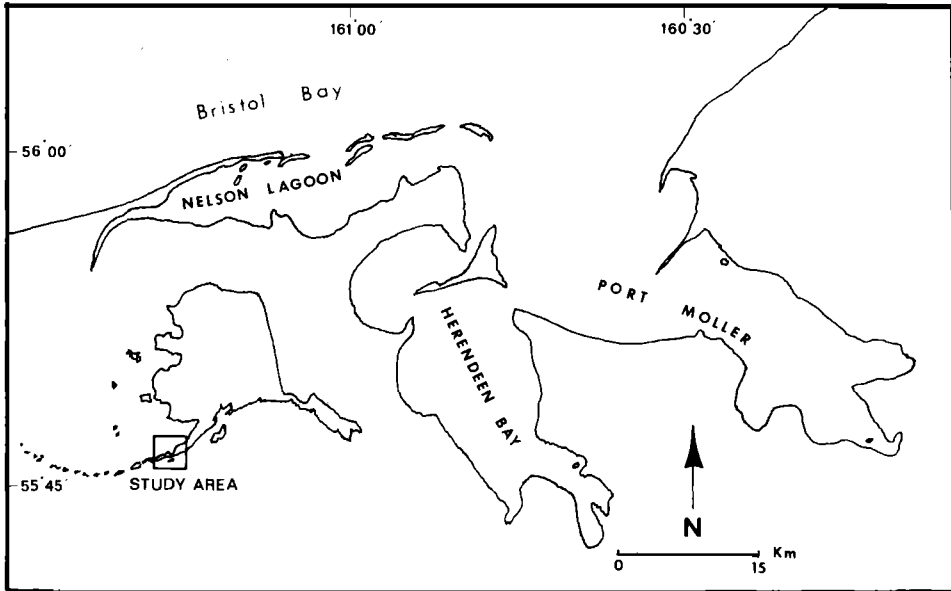 161°00'
160°30'
Bristol Bay
56°00'
NELSON LAGOON
PORT MOLLER
HERENDEEN BAY
STUDY AREA
55°45'
N
Km
0 15